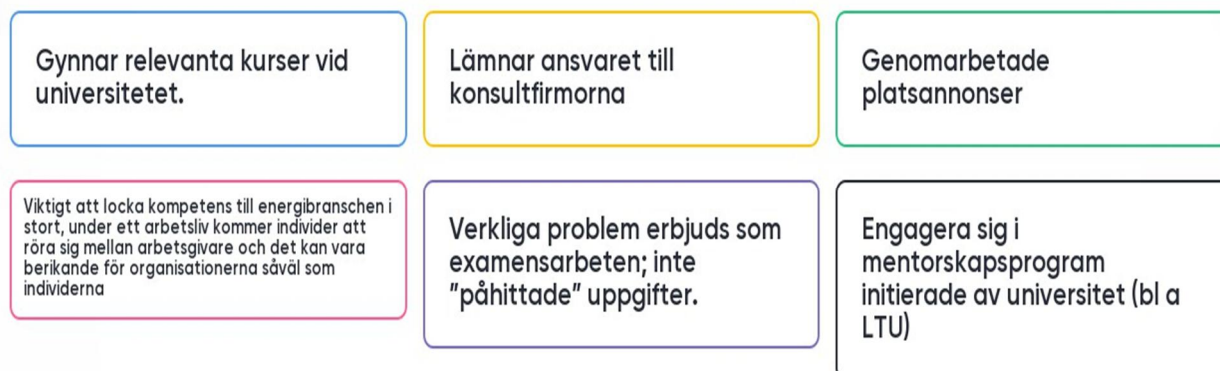 Gynnar relevanta kurser vid
universitetet.
Lämnar ansvaret till
konsultfirmorna
Genomarbetade
platsannonser
Viktigt att locka kompetens till energibranschen i
stort, under ett arbetsliv kommer individer att
röra sig mellan arbetsgivare och det kan vara
berikande för organisationerna såväl som
individerna
Verkliga problem erbjuds som
examensarbeten; inte
"påhittade" uppgifter.
Engagera sig i
mentorskapsprogram
initierade av universitet (bl a
LTU)